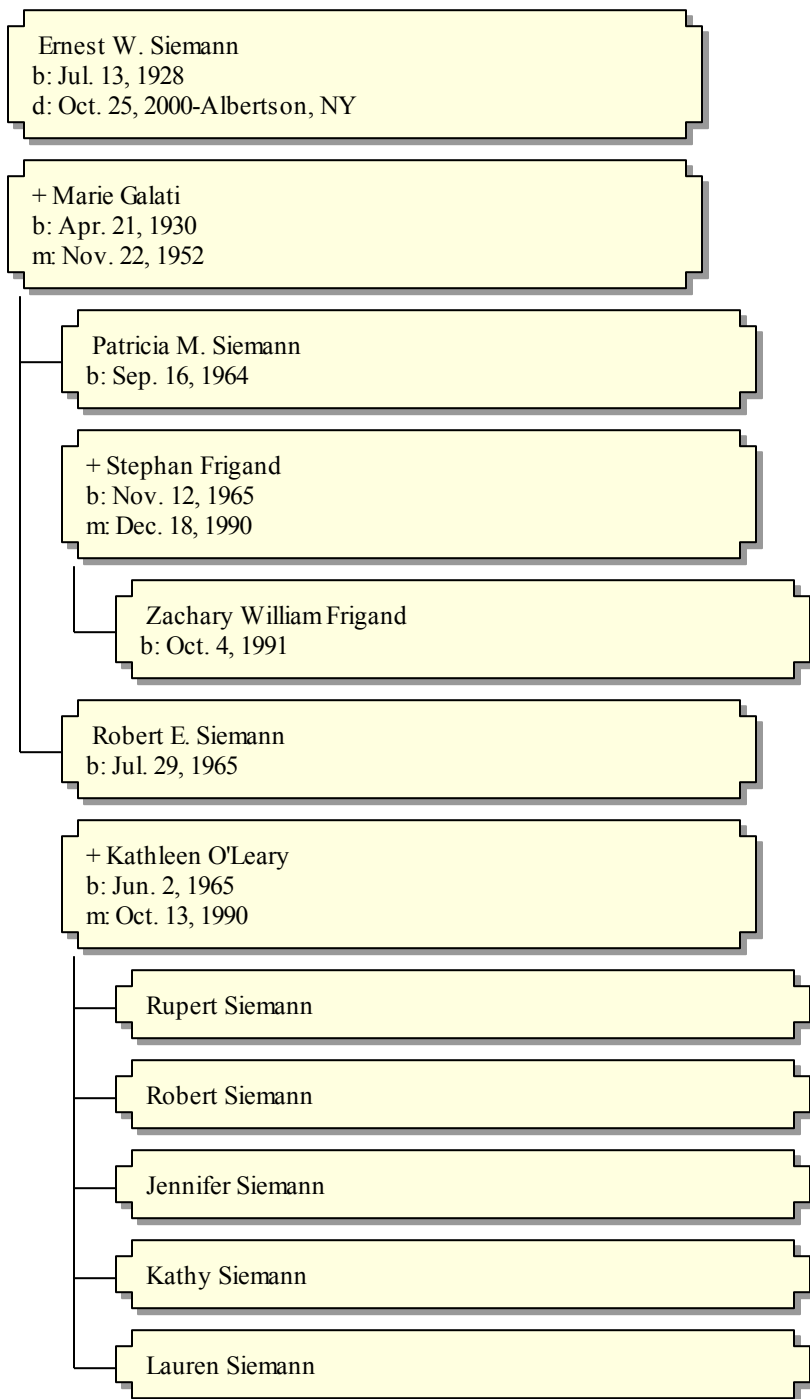 Ernest W. Siemann
b: Jul. 13, 1928
d: Oct. 25, 2000-Albertson, NY
+ Marie Galati
b: Apr. 21, 1930
m: Nov. 22, 1952
Patricia M. Siemann
b: Sep. 16, 1964
+ Stephan Frigand
b: Nov. 12, 1965
m: Dec. 18, 1990
Zachary William Frigand
b: Oct. 4, 1991
Robert E. Siemann
b: Jul. 29, 1965
+ Kathleen O'Leary
b: Jun. 2, 1965
m: Oct. 13, 1990
Rupert Siemann
Robert Siemann
Jennifer Siemann
Kathy Siemann
Lauren Siemann